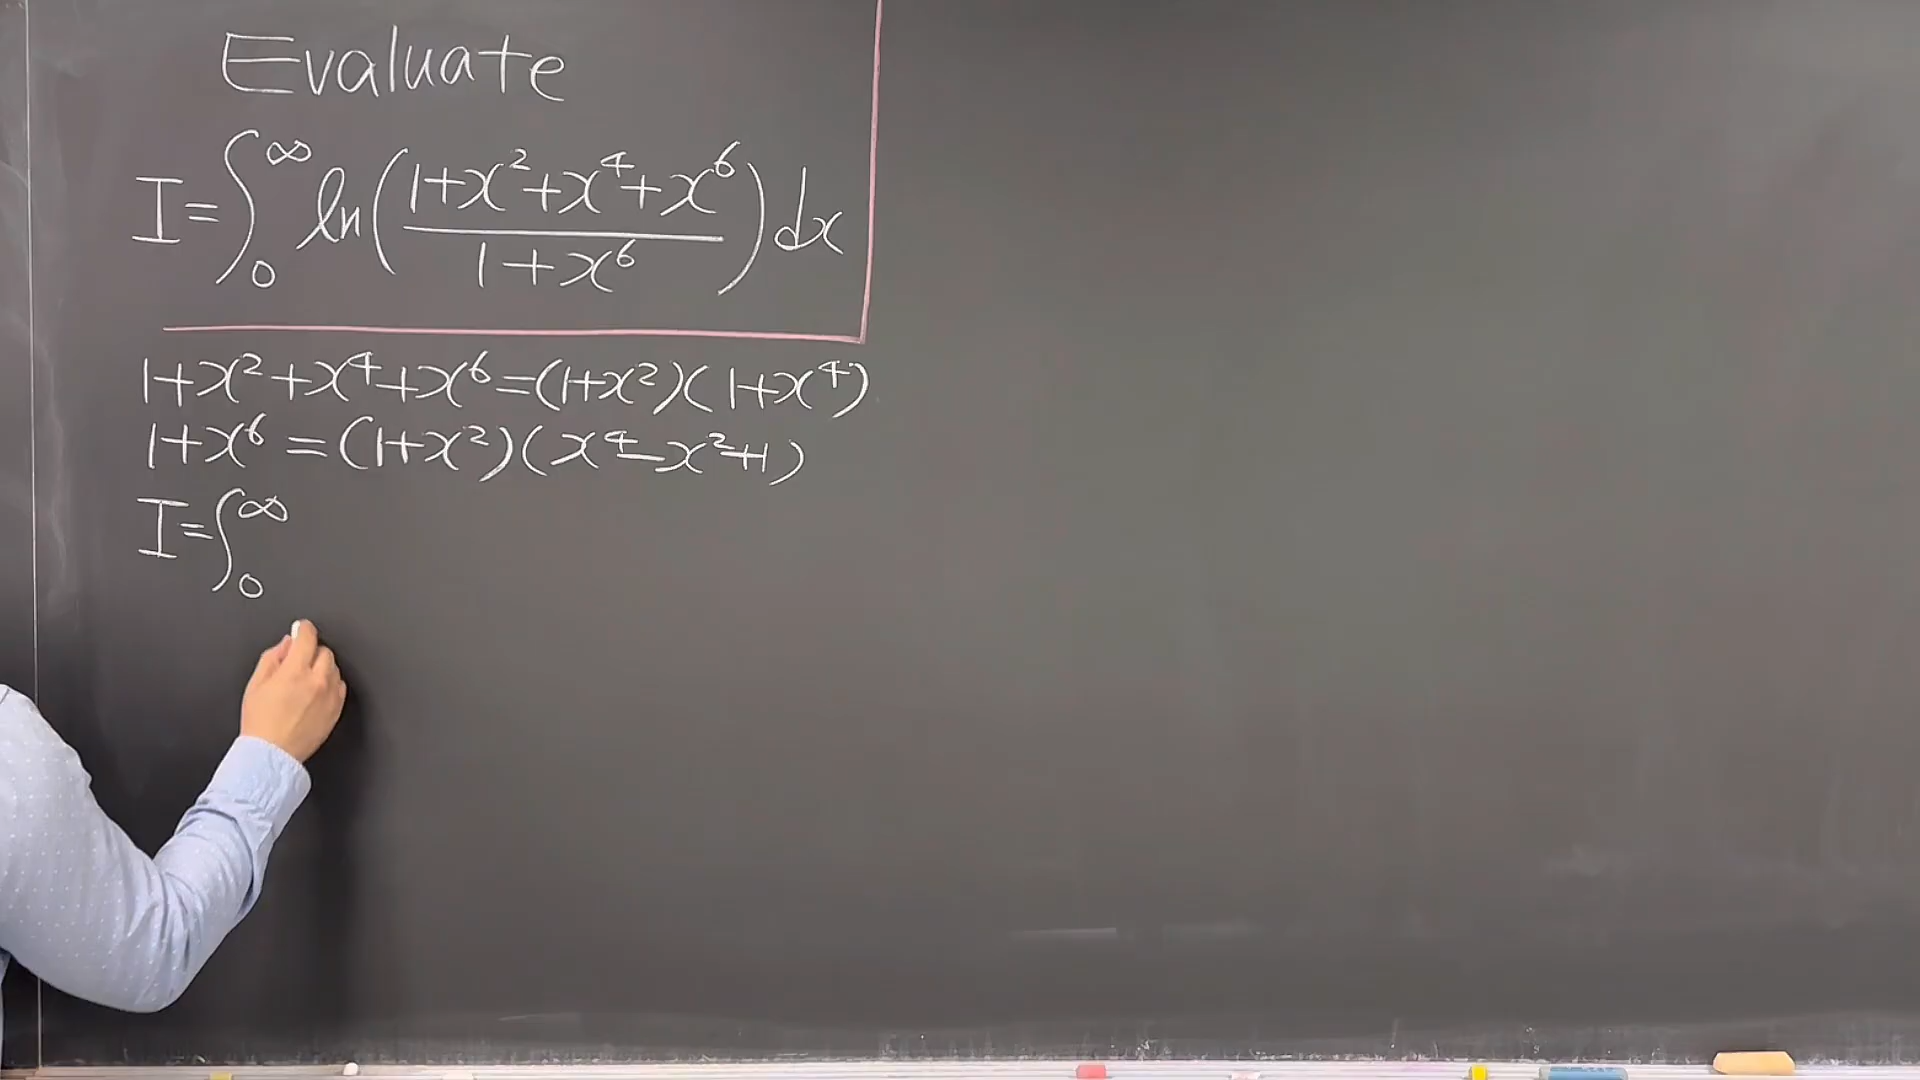 Evaluate
I=∫₀^∞ ln((1+x²+x⁴+x⁶)/(1+x⁶))dx
1+x²+x⁴+x⁶=(1+x²)(1+x⁴)
1+x⁶=(1+x²)(x⁴-x²+1)
I=∫₀^∞